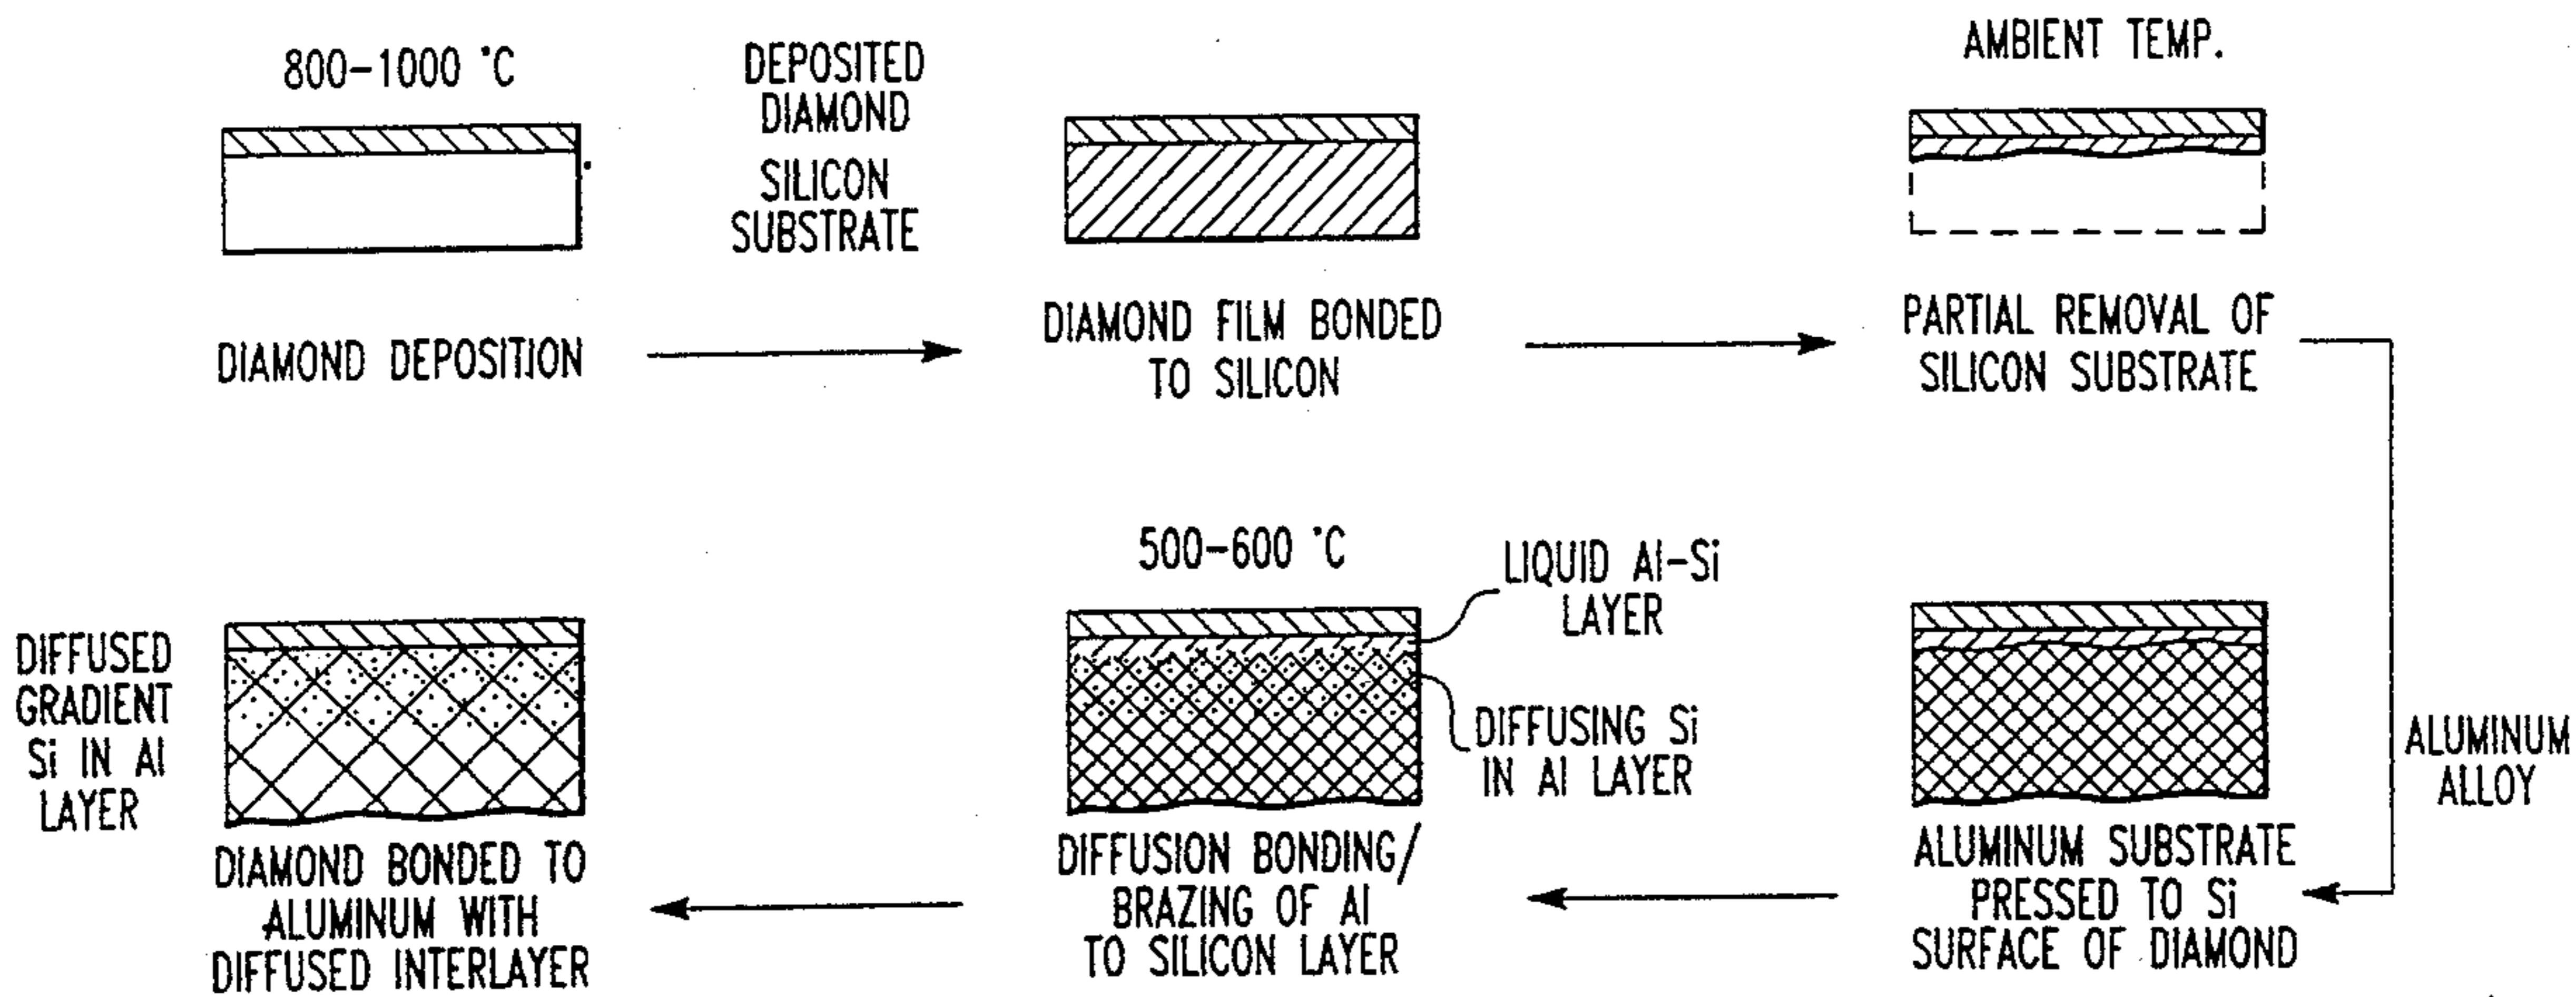 800-1000 °C
DIAMOND DEPOSITION
DEPOSITED
DIAMOND
SILICON
SUBSTRATE
DIAMOND FILM BONDED
TO SILICON
AMBIENT TEMP.
PARTIAL REMOVAL OF
SILICON SUBSTRATE
ALUMINUM
ALLOY
ALUMINUM SUBSTRATE
PRESSED TO Si
SURFACE OF DIAMOND
500-600 °C
LIQUID Al-Si
LAYER
DIFFUSING Si
IN Al LAYER
DIFFUSION BONDING/
BRAZING OF Al
TO SILICON LAYER
DIFFUSED
GRADIENT
Si IN Al
LAYER
DIAMOND BONDED TO
ALUMINUM WITH
DIFFUSED INTERLAYER